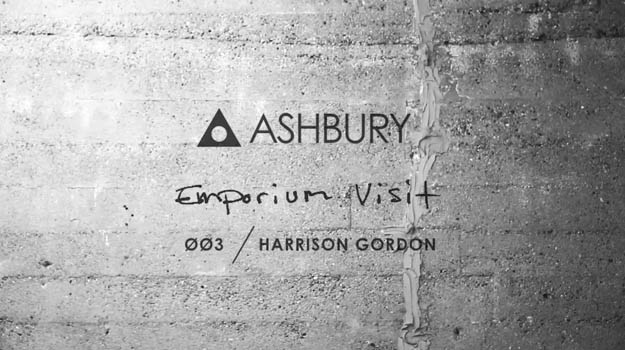 ASHBURY
Emporium Visit
ØØ3 / HARRISON GORDON